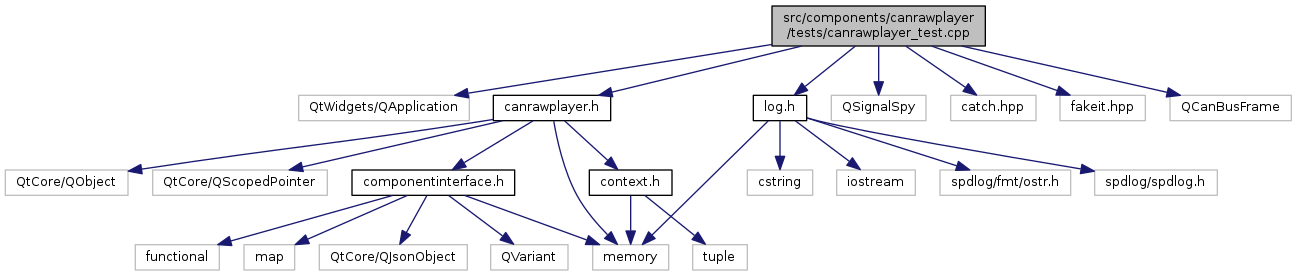 src/components/canrawplayer
/tests/canrawplayer_test.cpp
QtWidgets/QApplication
canrawplayer.h
log.h
QSignalSpy
catch.hpp
fakeit.hpp
QCanBusFrame
QtCore/QObject
QtCore/QScopedPointer
componentinterface.h
context.h
cstring
iostream
spdlog/fmt/ostr.h
spdlog/spdlog.h
functional
map
QtCore/QJsonObject
QVariant
memory
tuple